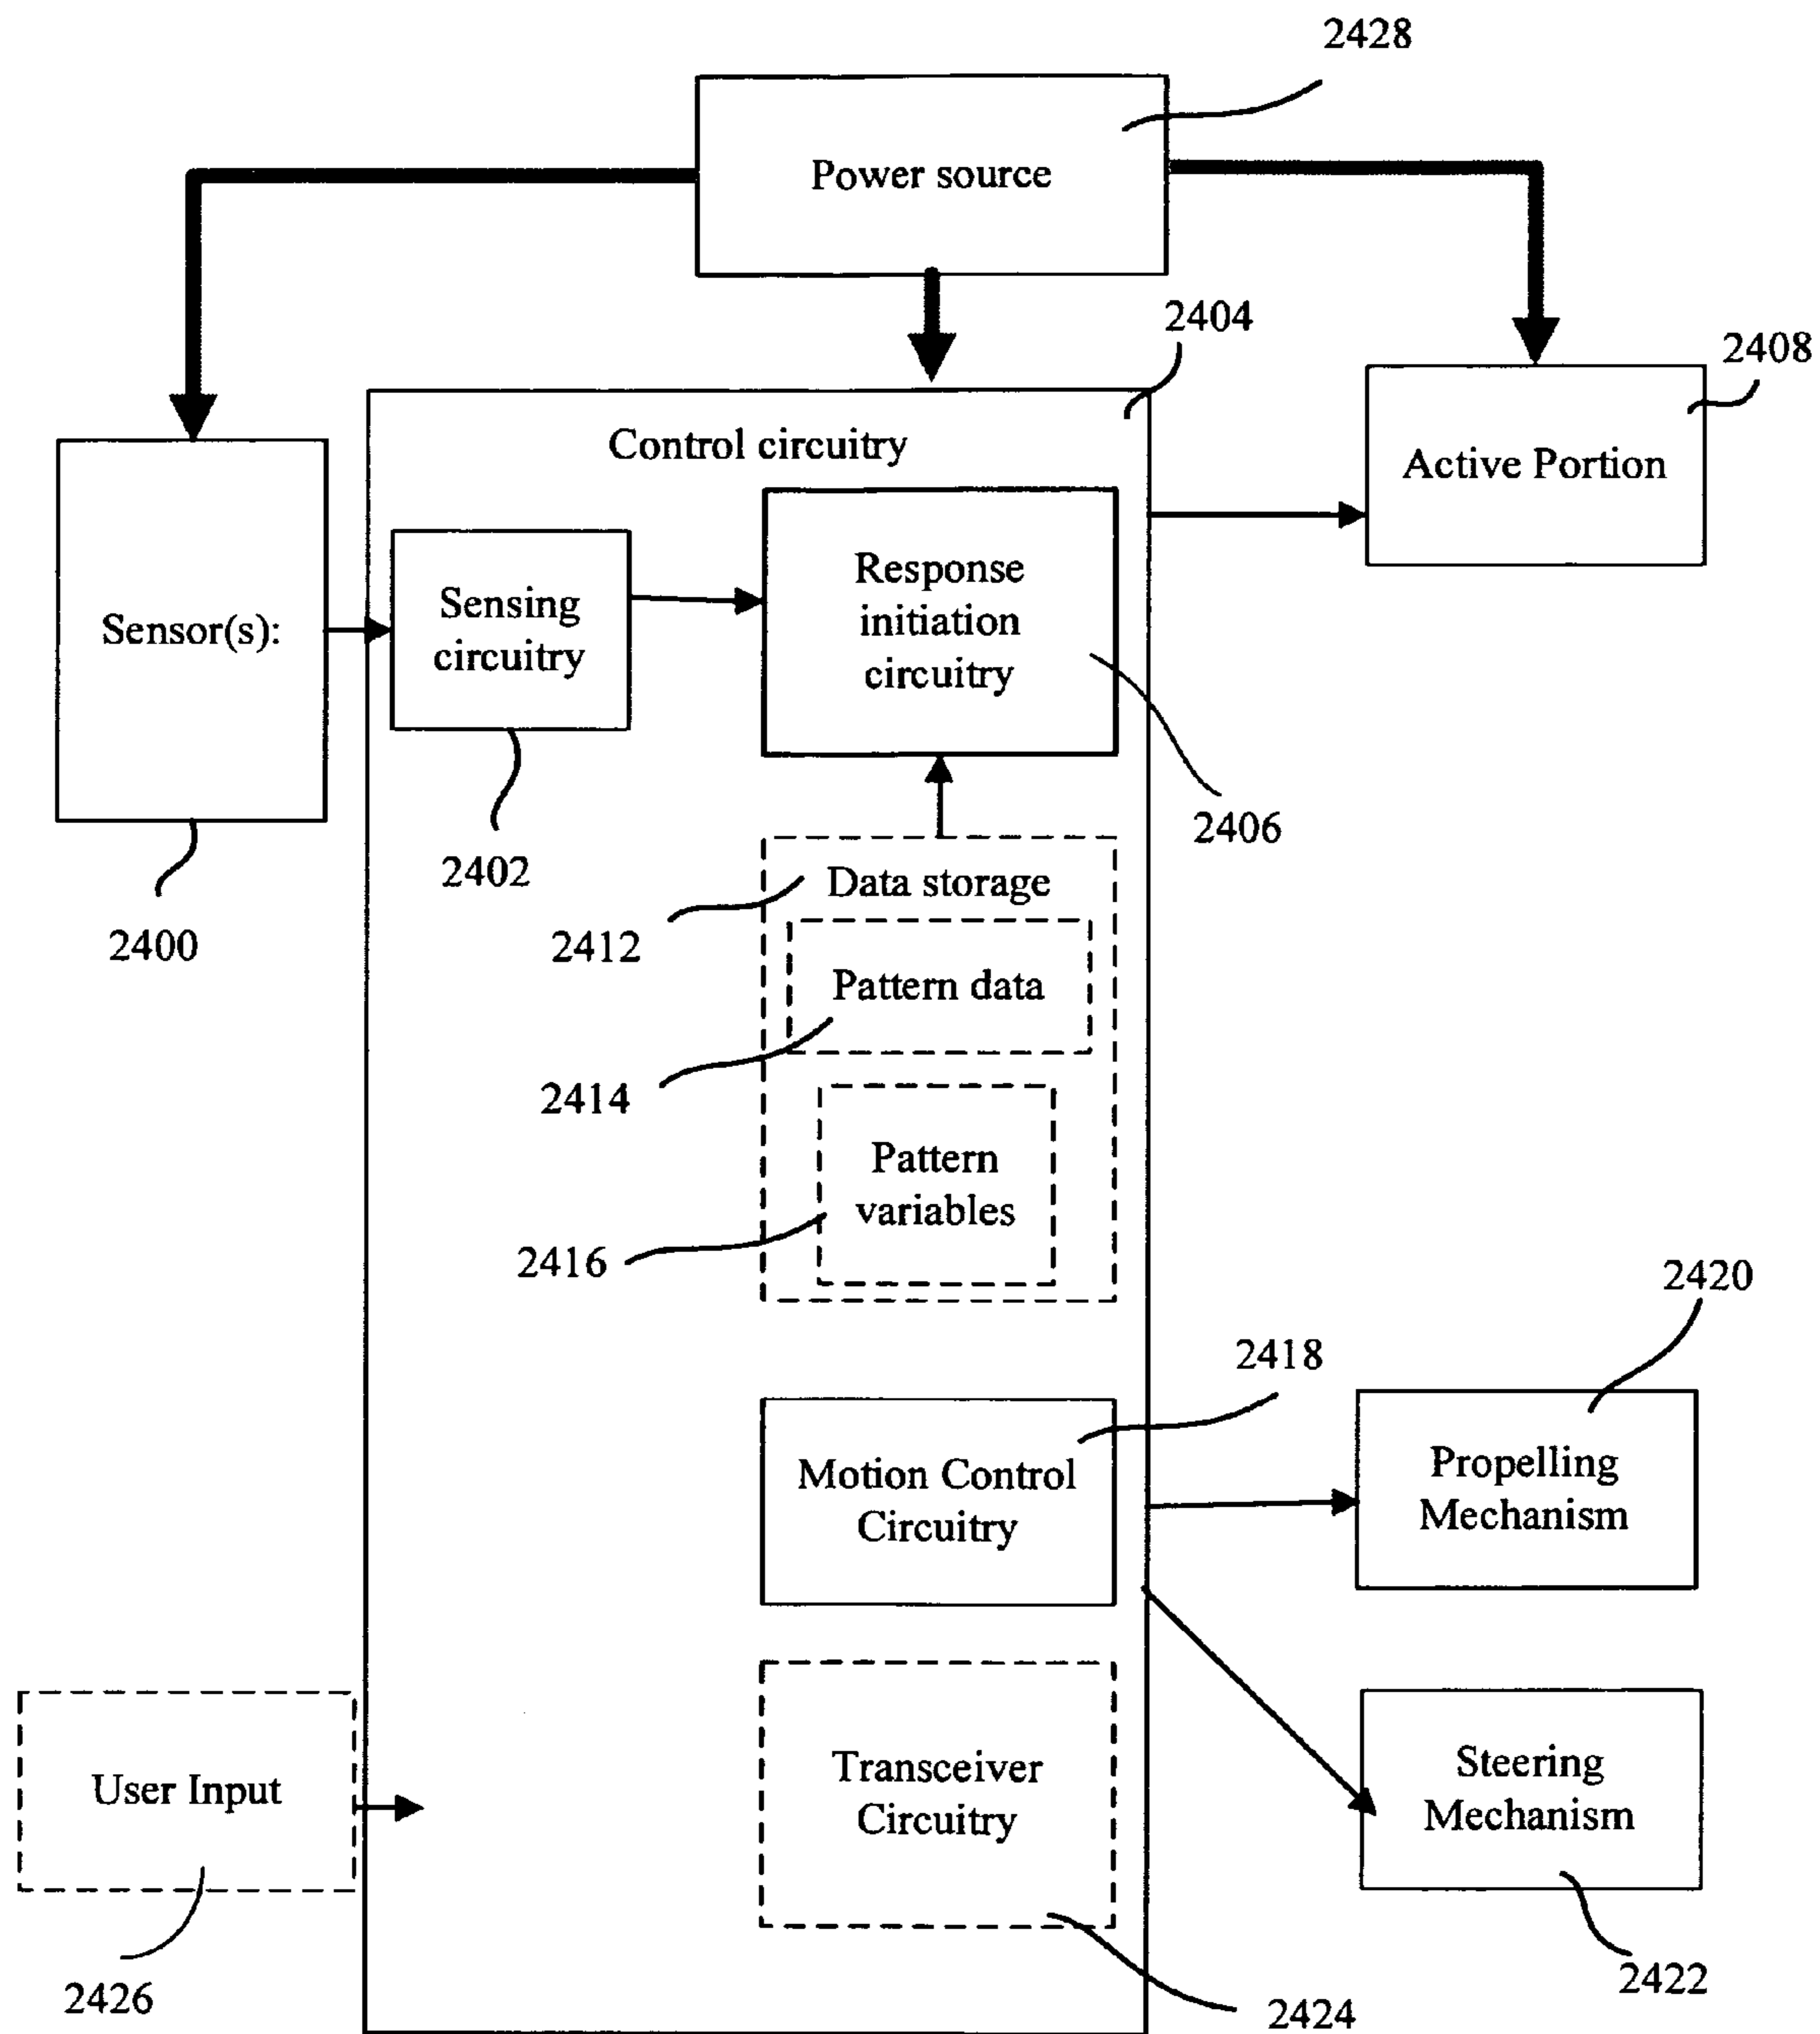 2428
Power source
2404
2408
Control circuitry
Active Portion
Response
initiation
circuitry
Sensing
circuitry
Sensor(s):
2406
2402
2400
Data storage
2412
Pattern data
2414
Pattern
variables
2416
2420
2418
Motion Control
Circuitry
Propelling
Mechanism
User Input
Transceiver
Circuitry
Steering
Mechanism
2426
2424
2422